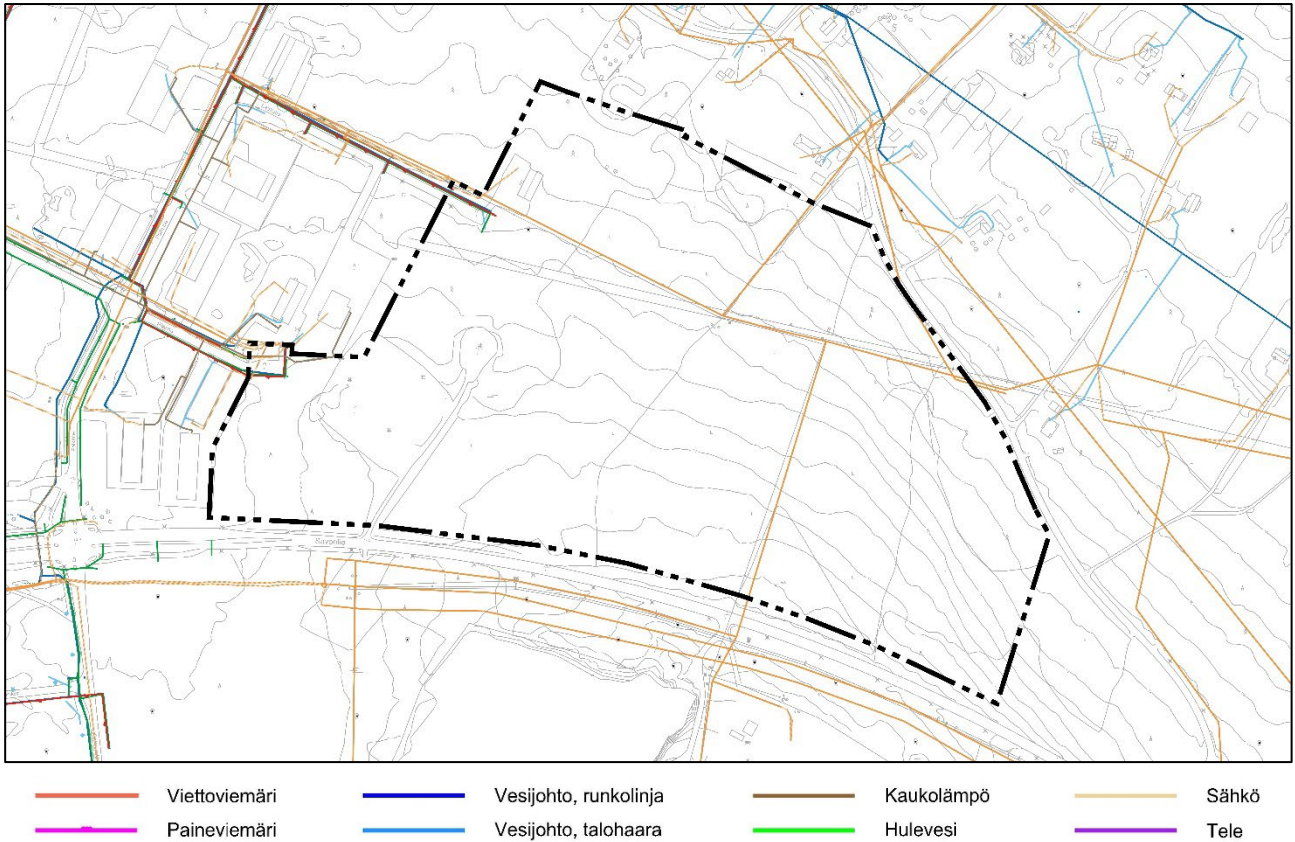 Savontie
Viettoviemäri
Vesijohto, runkolinja
Kaukolämpö
Sähkö
Paineviemäri
Vesijohto, talohaara
Hulevesi
Tele